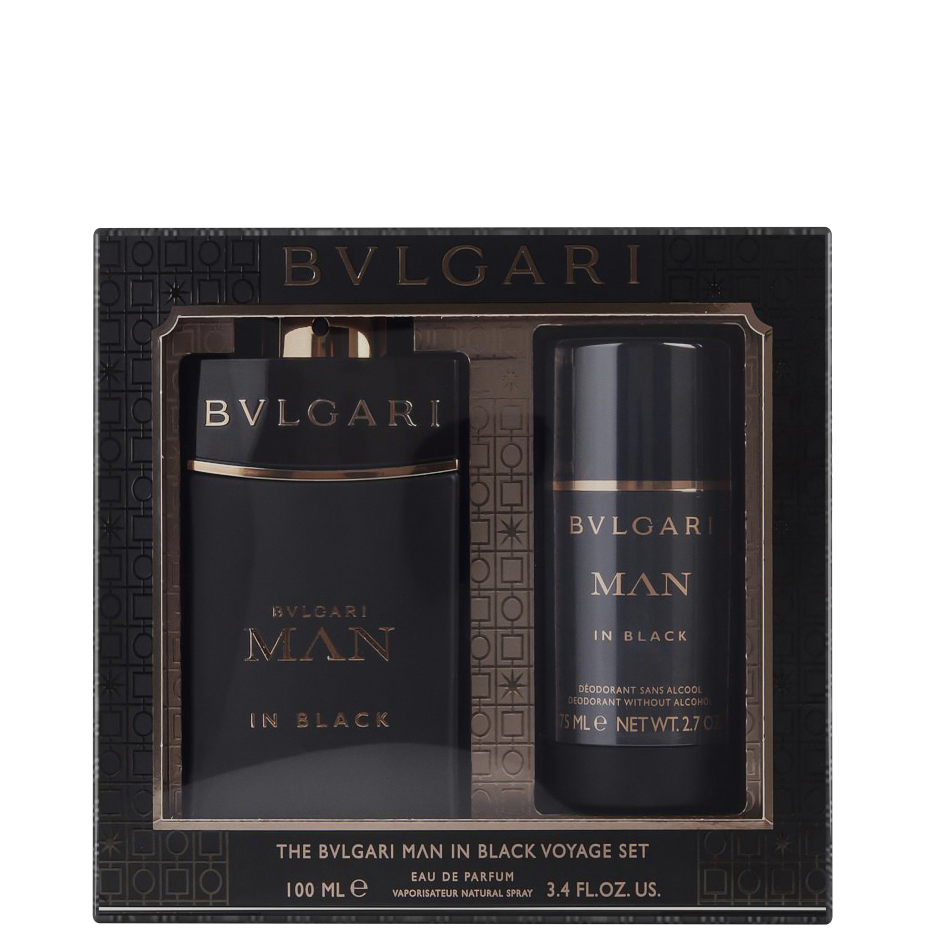 BVLGARI
BVLGARI
BVLGARI
MAN
IN BLACK
BVLGARI
MAN
IN BLACK
DÉODORANT SANS ALCOOL
DEODORANT WITHOUT ALCOHOL
75 ML ℮ NET WT. 2.7 OZ
THE BVLGARI MAN IN BLACK VOYAGE SET
EAU DE PARFUM
100 ML ℮ VAPORISATEUR NATURAL SPRAY 3.4 FL.OZ. US.